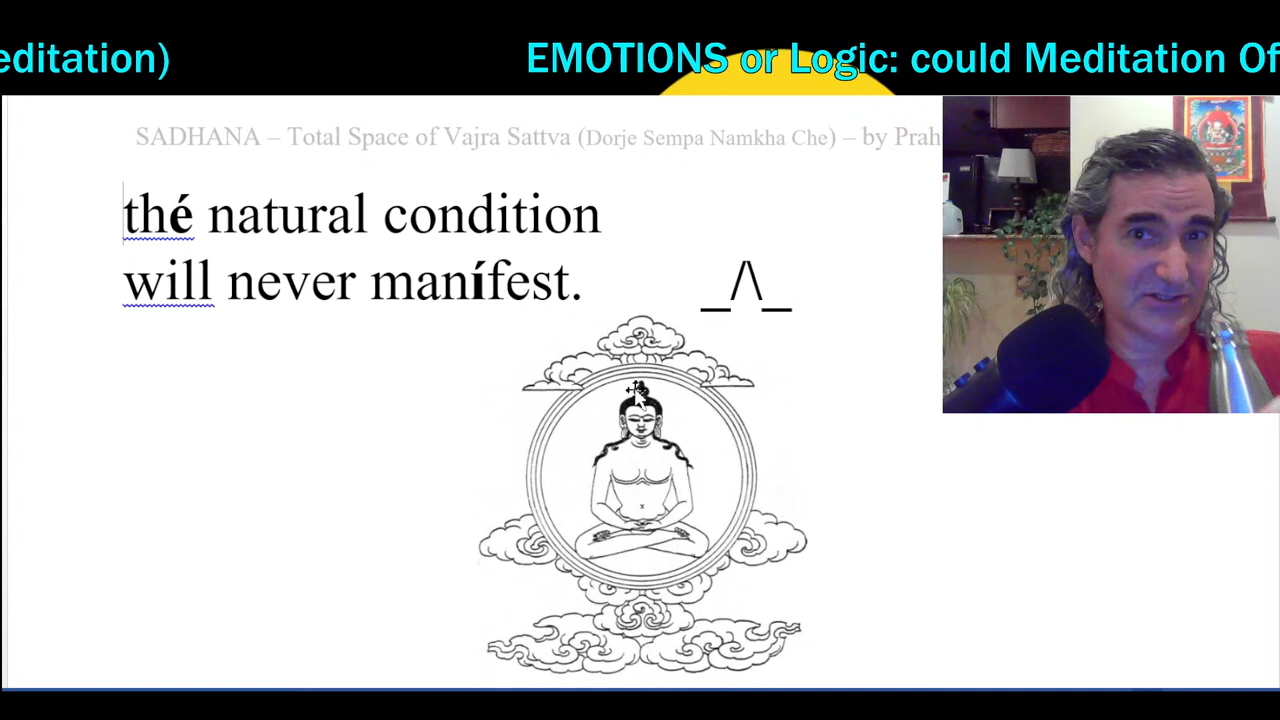 editation) EMOTIONS or Logic: could Meditation Of
SADHANA – Total Space of Vajra Sattva (Dorje Sempa Namkha Che) – by Prah
thé natural condition
will never manífest. _/\_